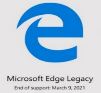 Microsoft Edge Legacy
End of support: March 9, 2021